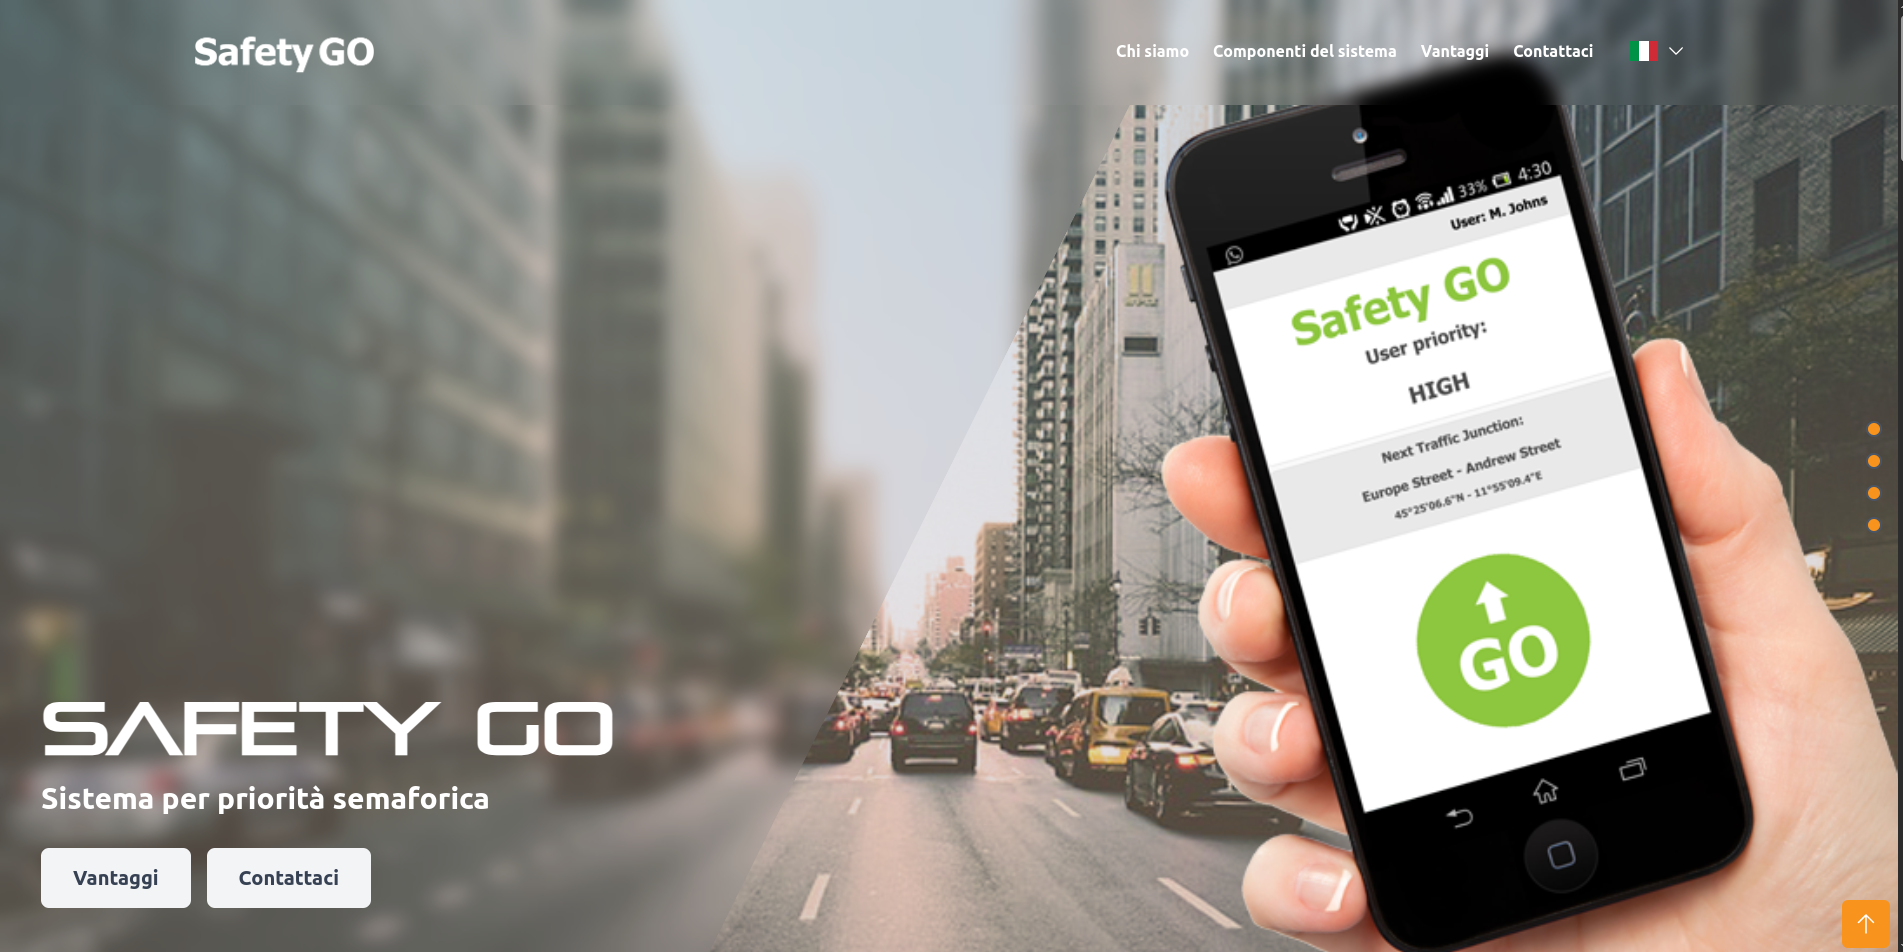 Safety GO
Chi siamo
Componenti del sistema
Vantaggi
Contattaci
33% 4:30
User: M. Johns
Safety GO
User priority:
HIGH
Next Traffic Junction:
Europe Street - Andrew Street
45°25'06.6"N - 11°55'09.4"E
GO
SAFETY GO
Sistema per priorità semaforica
Vantaggi
Contattaci